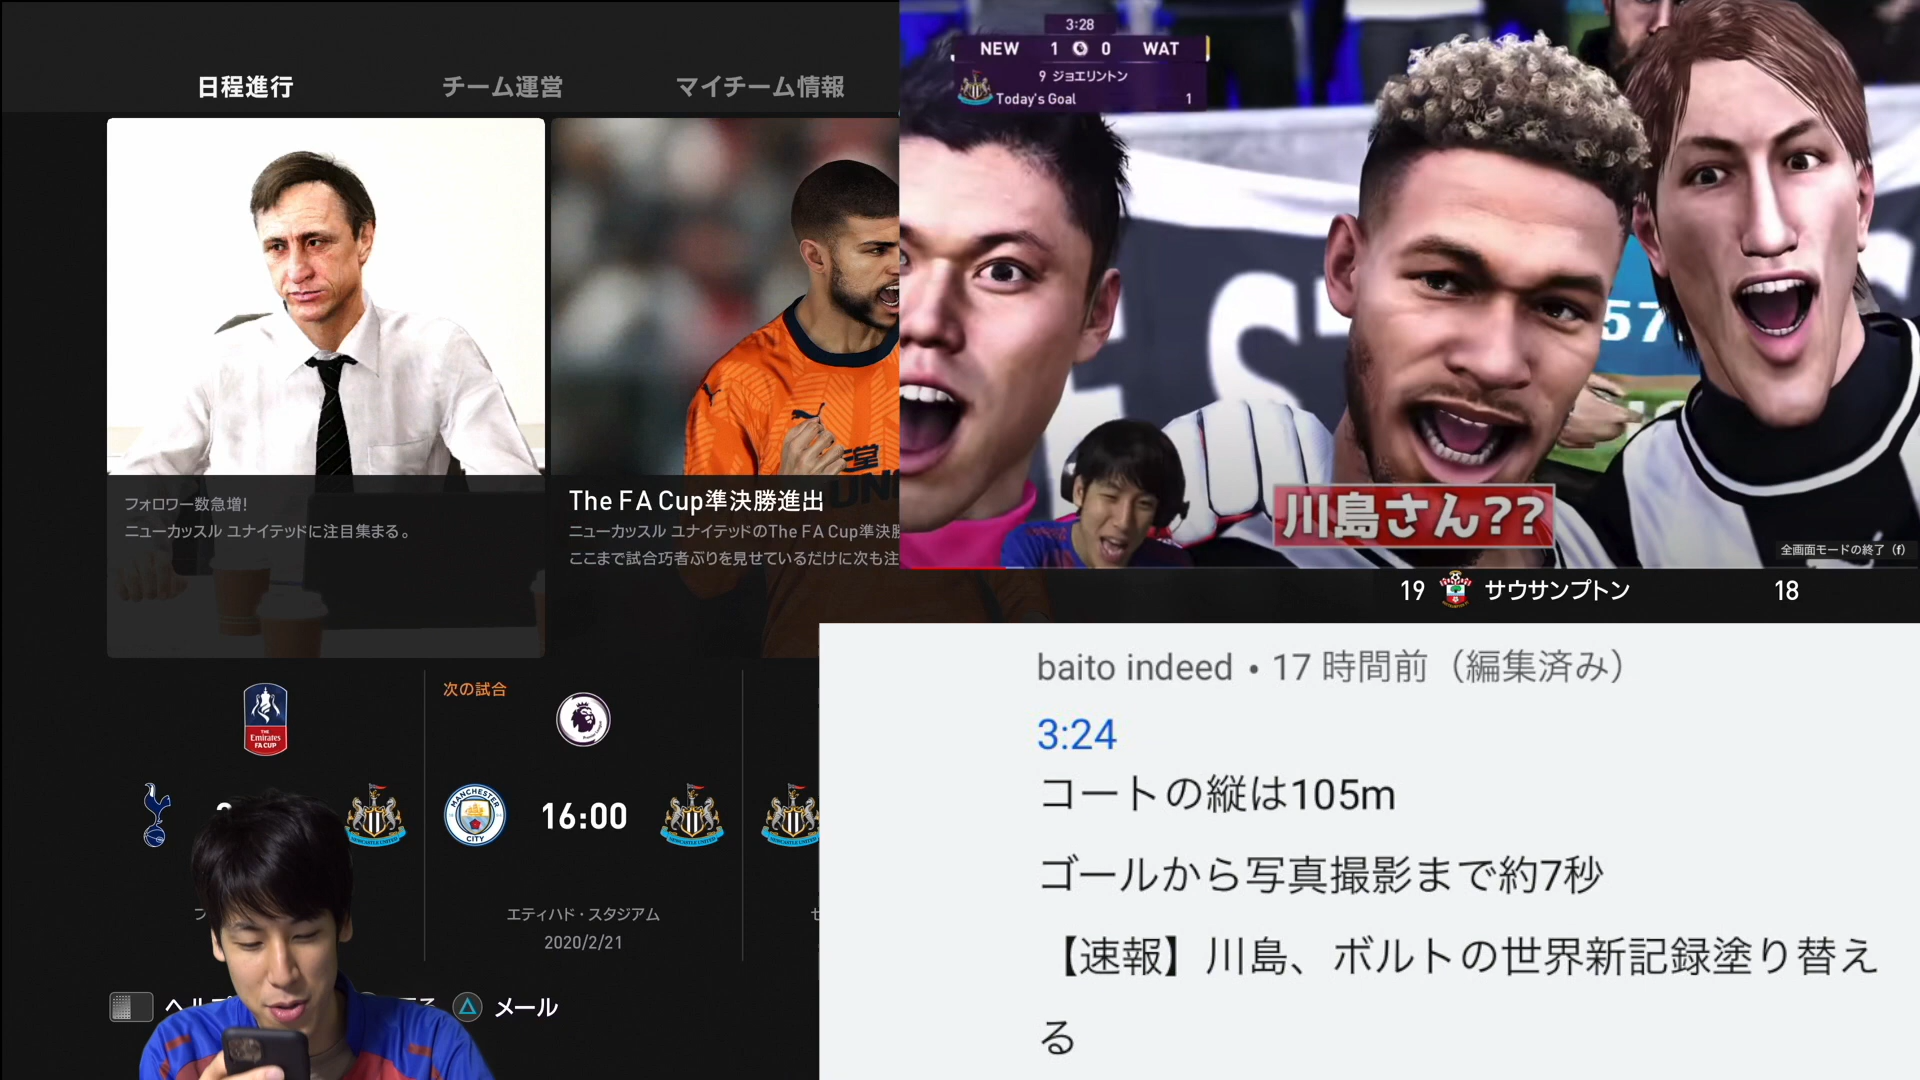 日程進行
チーム運営
マイチーム情報
フォロワー数急増!
ニューカッスル ユナイテッドに注目集まる。
The FA Cup準決勝進出
ニューカッスル ユナイテッドのThe FA Cup準決勝
ここまで試合巧者ぶりを見せているだけに次も注
3:28
NEW 1 0 WAT
9 ジョエリントン
Today's Goal 1
川島さん??
全画面モードの終了 (f)
19 サウサンプトン 18
THE Emirates FA CUP
次の試合
MANCHESTER CITY
16:00
NEWCASTLE UNITED
エティハド・スタジアム
2020/2/21
メール
baito indeed • 17 時間前（編集済み）
3:24
コートの縦は105m
ゴールから写真撮影まで約7秒
【速報】川島、ボルトの世界新記録塗り替え
る